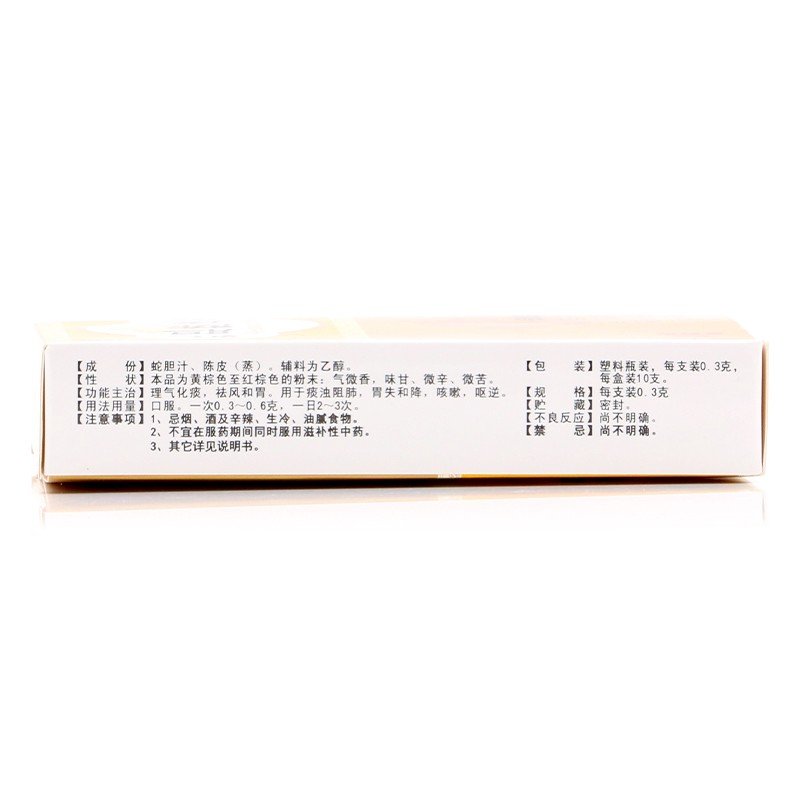 【成　　份】蛇胆汁、陈皮（蒸）。辅料为乙醇。
【性　　状】本品为黄棕色至红棕色的粉末；气微香，味甘、微辛、微苦。
【功能主治】理气化痰，祛风和胃。用于痰浊阻肺，胃失和降，咳嗽，呕逆。
【用法用量】口服。一次0.3～0.6克，一日2～3次。
【注意事项】1、忌烟、酒及辛辣、生冷、油腻食物。
2、不宜在服药期间同时服用滋补性中药。
3、其它详见说明书。
【包　　装】塑料瓶装，每支装0.3克，
每盒装10支。
【规　　格】每支装0.3克
【贮　　藏】密封。
【不良反应】尚不明确。
【禁　　忌】尚不明确。